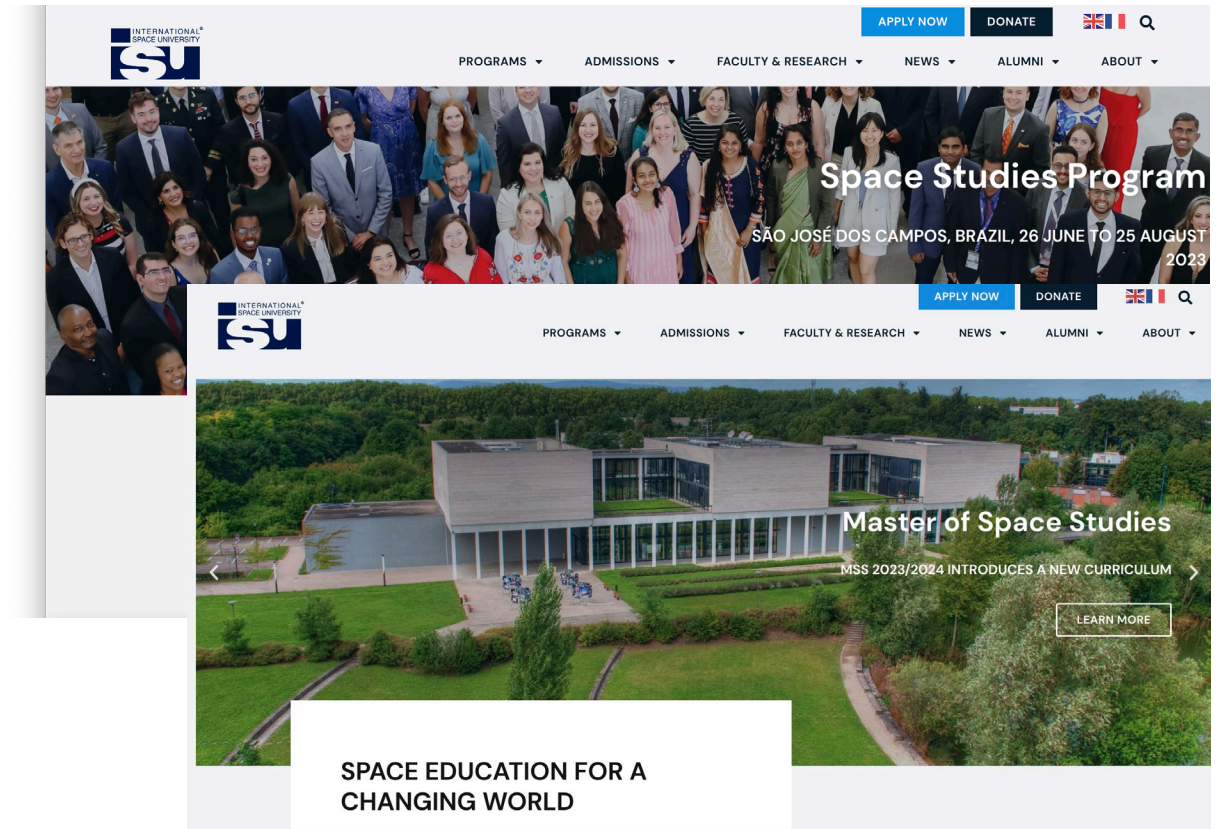 APPLY NOW
DONATE
INTERNATIONAL®
SPACE UNIVERSITY
ISU
PROGRAMS
ADMISSIONS
FACULTY & RESEARCH
NEWS
ALUMNI
ABOUT
Space Studies Program
SÃO JOSÉ DOS CAMPOS, BRAZIL, 26 JUNE TO 25 AUGUST
2023
APPLY NOW
DONATE
INTERNATIONAL®
SPACE UNIVERSITY
ISU
PROGRAMS
ADMISSIONS
FACULTY & RESEARCH
NEWS
ALUMNI
ABOUT
Master of Space Studies
MSS 2023/2024 INTRODUCES A NEW CURRICULUM
LEARN MORE
SPACE EDUCATION FOR A
CHANGING WORLD